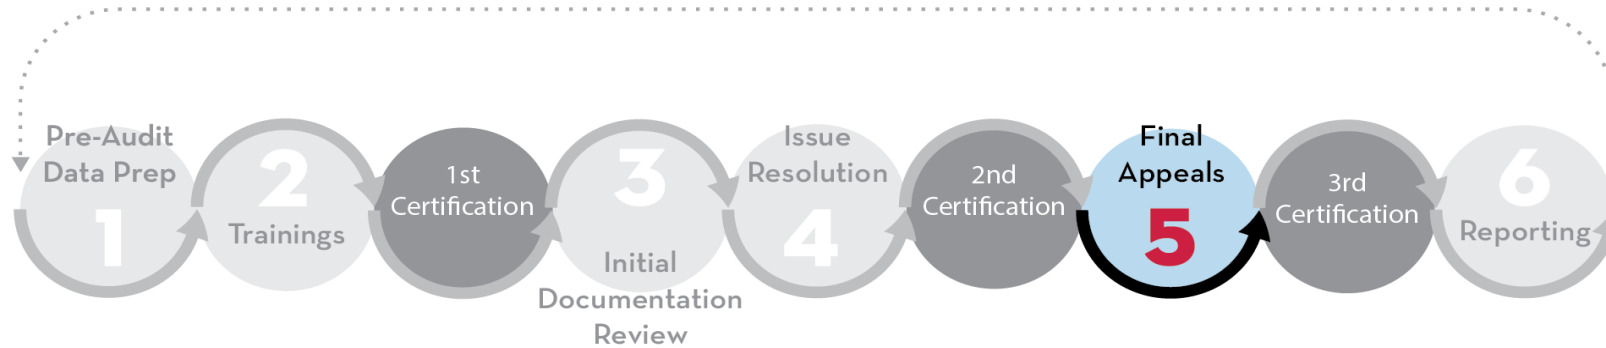 Pre-Audit
Data Prep
1
2
Trainings
1st
Certification
3
Initial
Documentation
Review
Issue
Resolution
4
2nd
Certification
Final
Appeals
5
3rd
Certification
6
Reporting